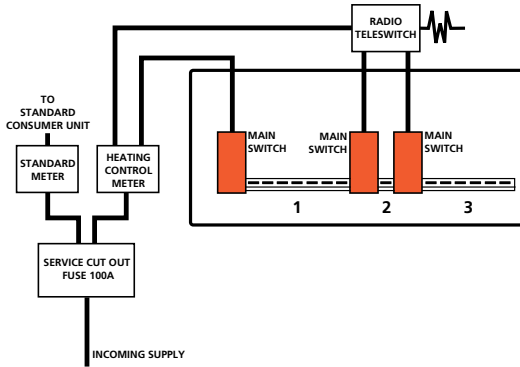 RADIO
TELESWITCH
TO
STANDARD
CONSUMER UNIT
STANDARD
METER
HEATING
CONTROL
METER
MAIN
SWITCH
MAIN
SWITCH
MAIN
SWITCH
1
2
3
SERVICE CUT OUT
FUSE 100A
INCOMING SUPPLY